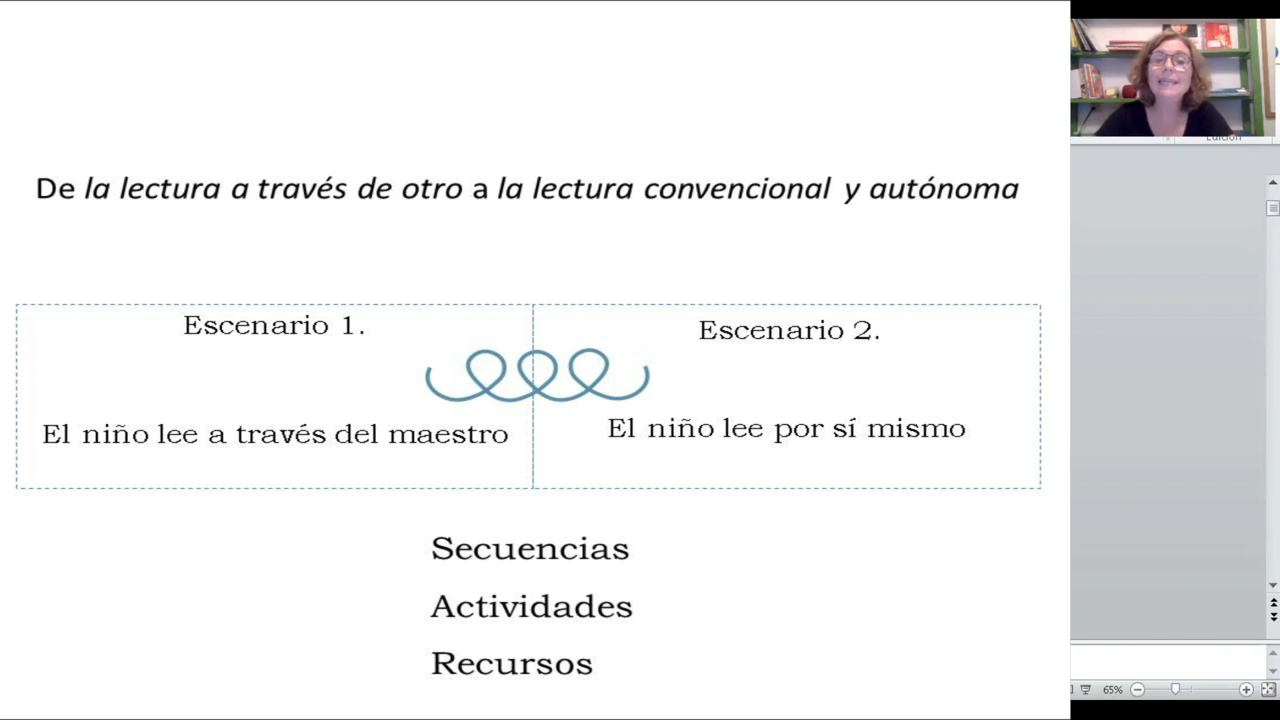 De la lectura a través de otro a la lectura convencional y autónoma
Escenario 1.
El niño lee a través del maestro
Escenario 2.
El niño lee por sí mismo
Secuencias
Actividades
Recursos
65%